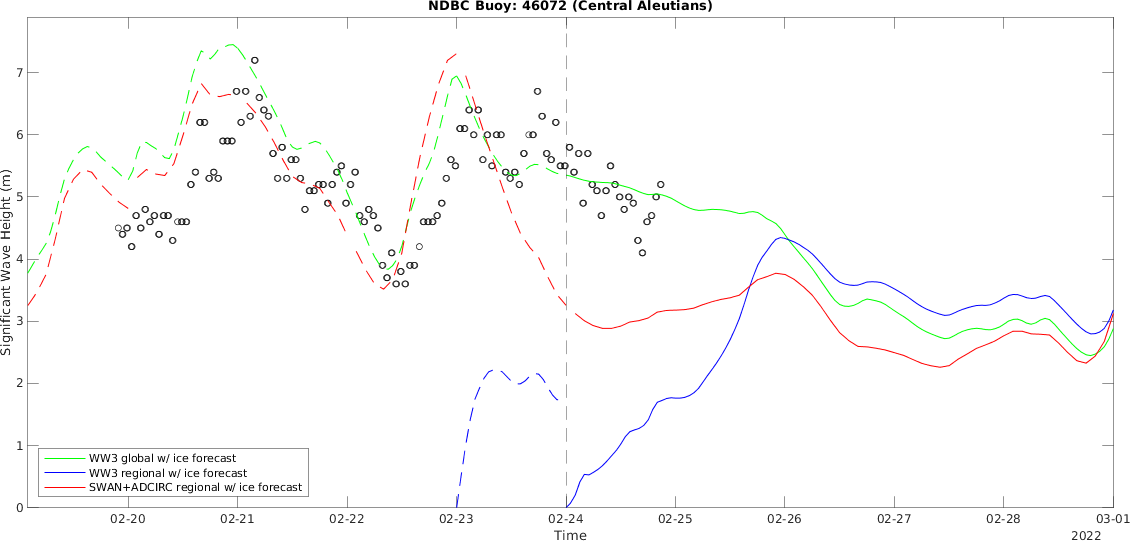 NDBC Buoy: 46072 (Central Aleutians)
Significant Wave Height (m)
7
6
5
4
3
2
1
0
WW3 global w/ ice forecast
WW3 regional w/ ice forecast
SWAN+ADCIRC regional w/ ice forecast
02-20 02-21 02-22 02-23 02-24 02-25 02-26 02-27 02-28 03-01
Time
2022